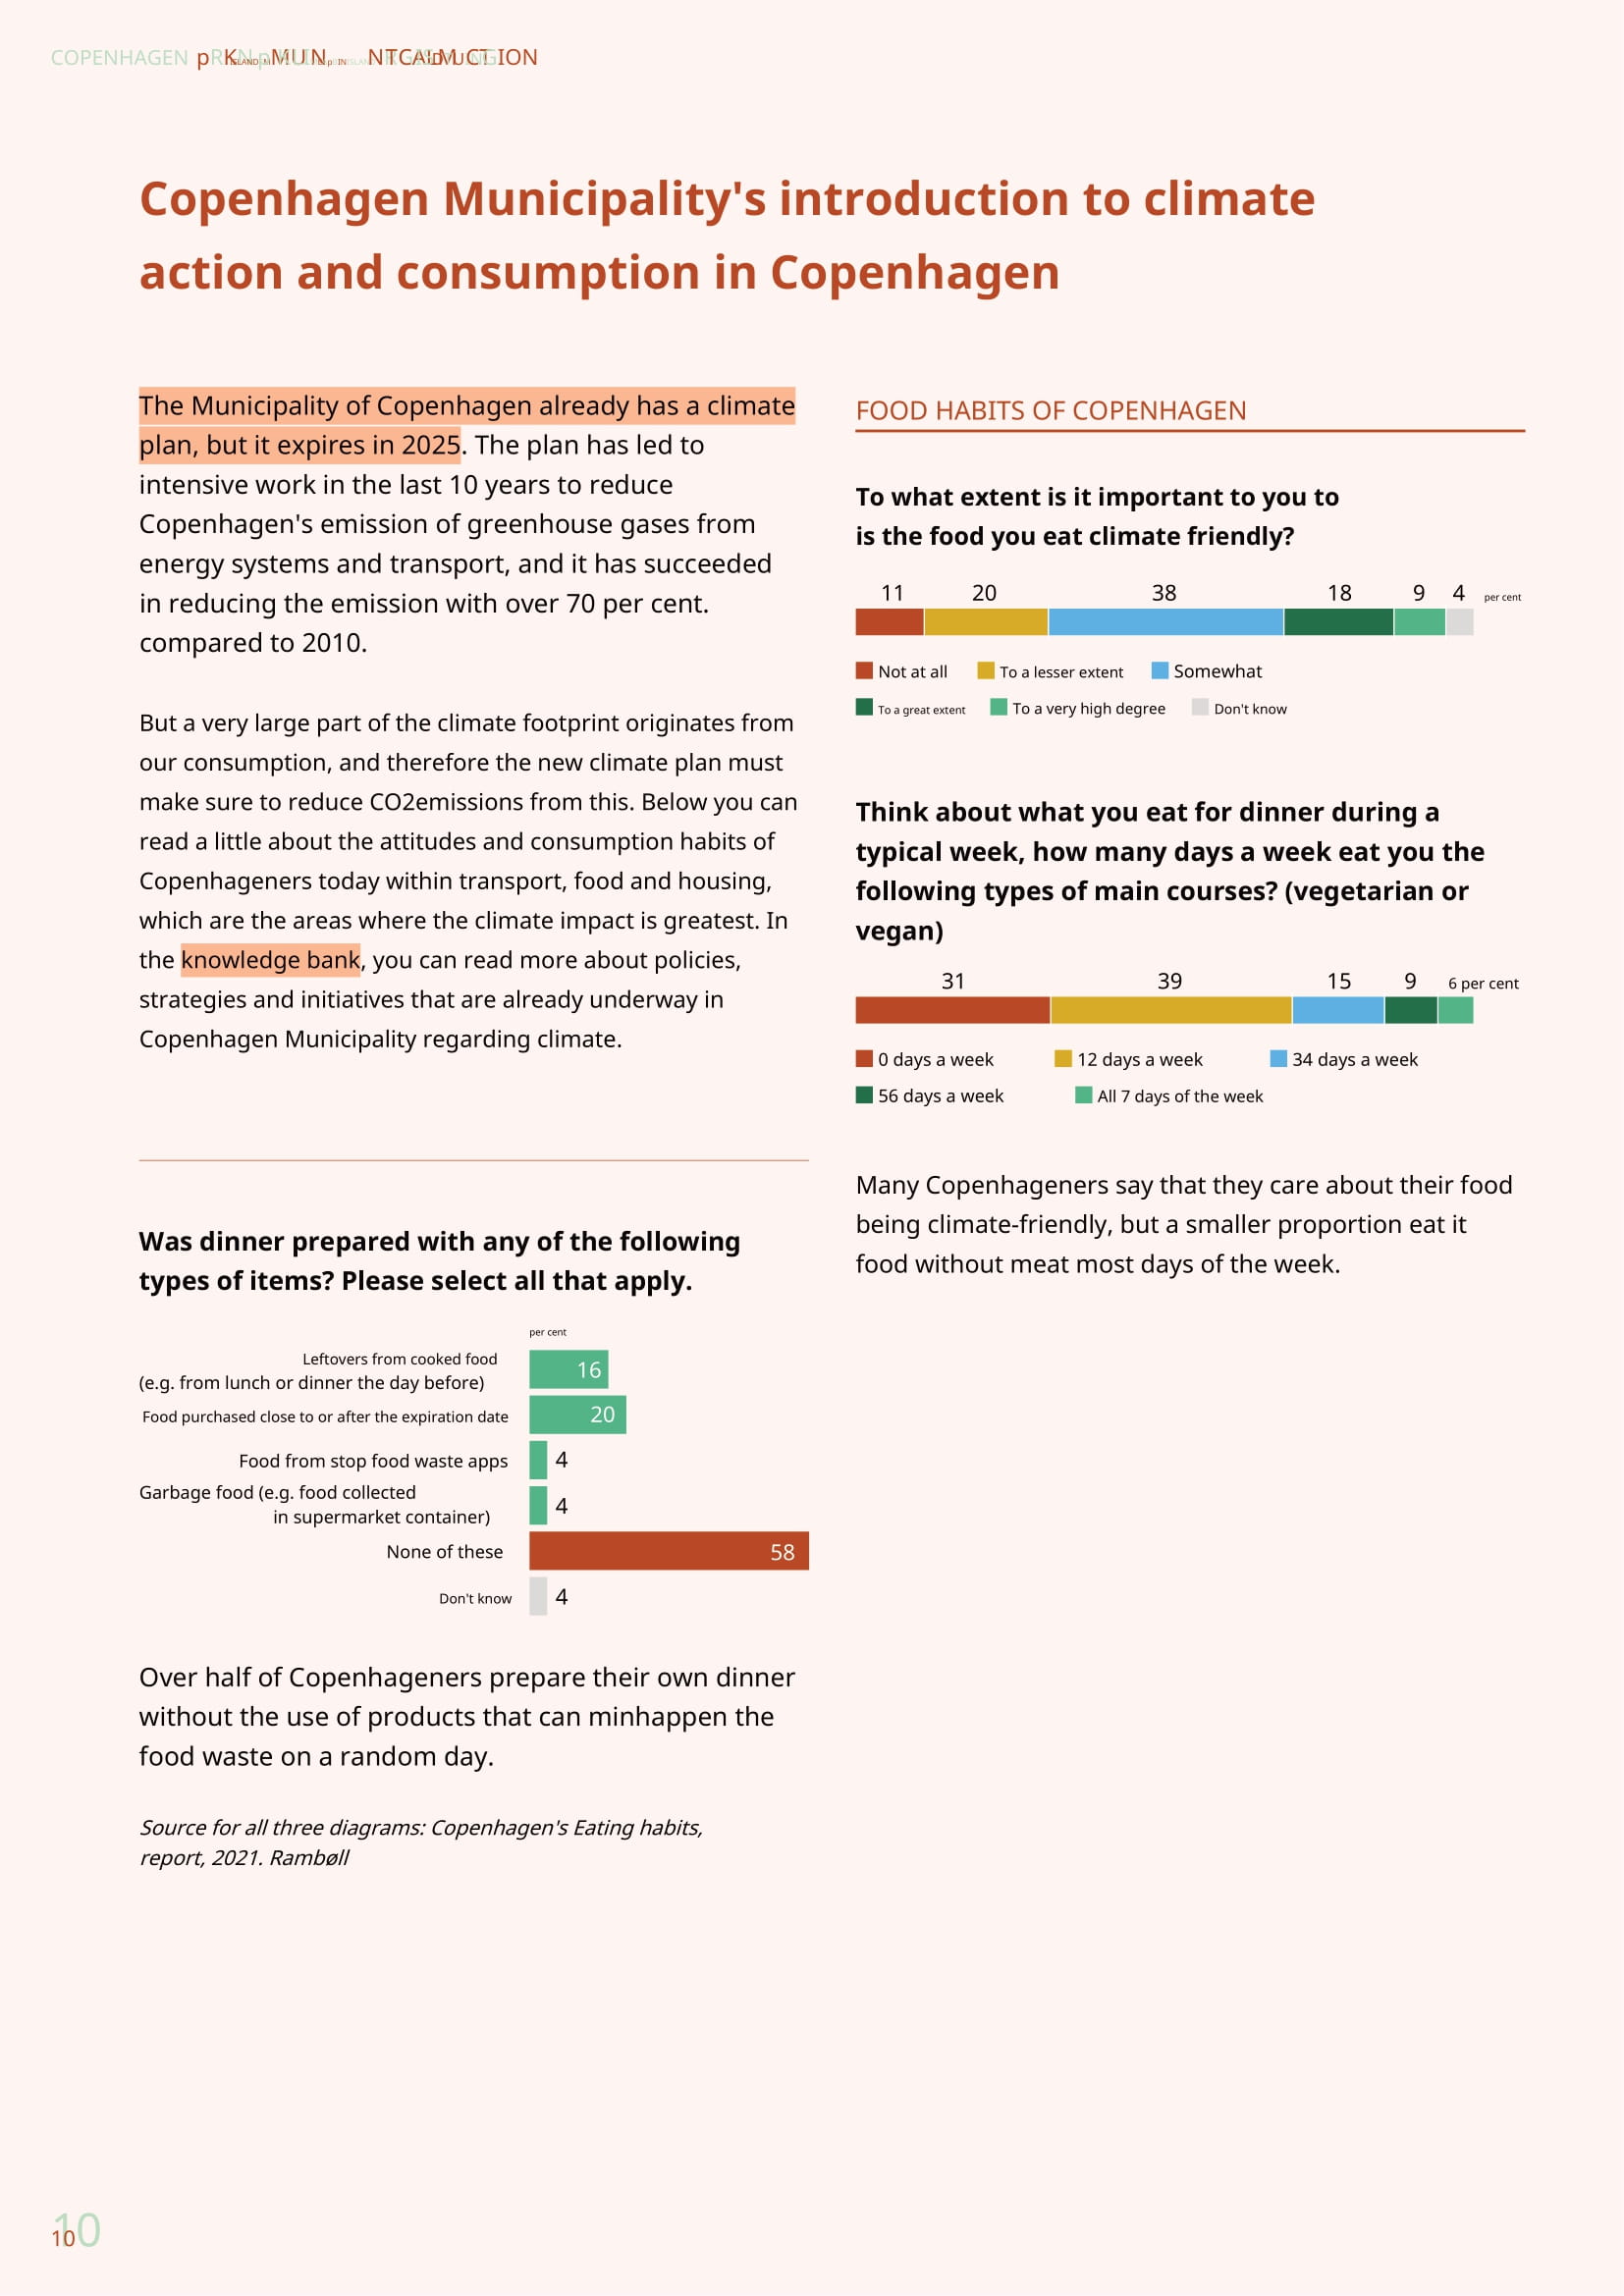 COPENHAGEN
Copenhagen Municipality's introduction to climate
action and consumption in Copenhagen
The Municipality of Copenhagen already has a climate
plan, but it expires in 2025. The plan has led to
intensive work in the last 10 years to reduce
Copenhagen's emission of greenhouse gases from
energy systems and transport, and it has succeeded
in reducing the emission with over 70 per cent.
compared to 2010.
But a very large part of the climate footprint originates from
our consumption, and therefore the new climate plan must
make sure to reduce CO2emissions from this. Below you can
read a little about the attitudes and consumption habits of
Copenhageners today within transport, food and housing,
which are the areas where the climate impact is greatest. In
the knowledge bank, you can read more about policies,
strategies and initiatives that are already underway in
Copenhagen Municipality regarding climate.
Was dinner prepared with any of the following
types of items? Please select all that apply.
per cent
Leftovers from cooked food
(e.g. from lunch or dinner the day before)
16
Food purchased close to or after the expiration date
20
Food from stop food waste apps
4
Garbage food (e.g. food collected
in supermarket container)
4
None of these
58
Don't know
4
Over half of Copenhageners prepare their own dinner
without the use of products that can minhappen the
food waste on a random day.
Source for all three diagrams: Copenhagen's Eating habits,
report, 2021. Rambøll
FOOD HABITS OF COPENHAGEN
To what extent is it important to you to
is the food you eat climate friendly?
11 20 38 18 9 4 per cent
Not at all To a lesser extent Somewhat
To a great extent To a very high degree Don't know
Think about what you eat for dinner during a
typical week, how many days a week eat you the
following types of main courses? (vegetarian or
vegan)
31 39 15 9 6 per cent
0 days a week 12 days a week 34 days a week
56 days a week All 7 days of the week
Many Copenhageners say that they care about their food
being climate-friendly, but a smaller proportion eat it
food without meat most days of the week.
10
10